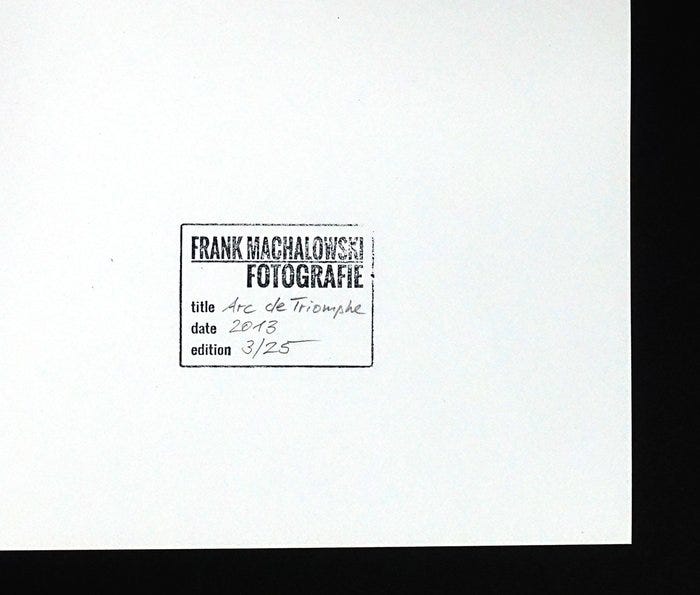 FRANK MACHALOWSKI
FOTOGRAFIE
title Arc de Triomphe
date 2013
edition 3/25